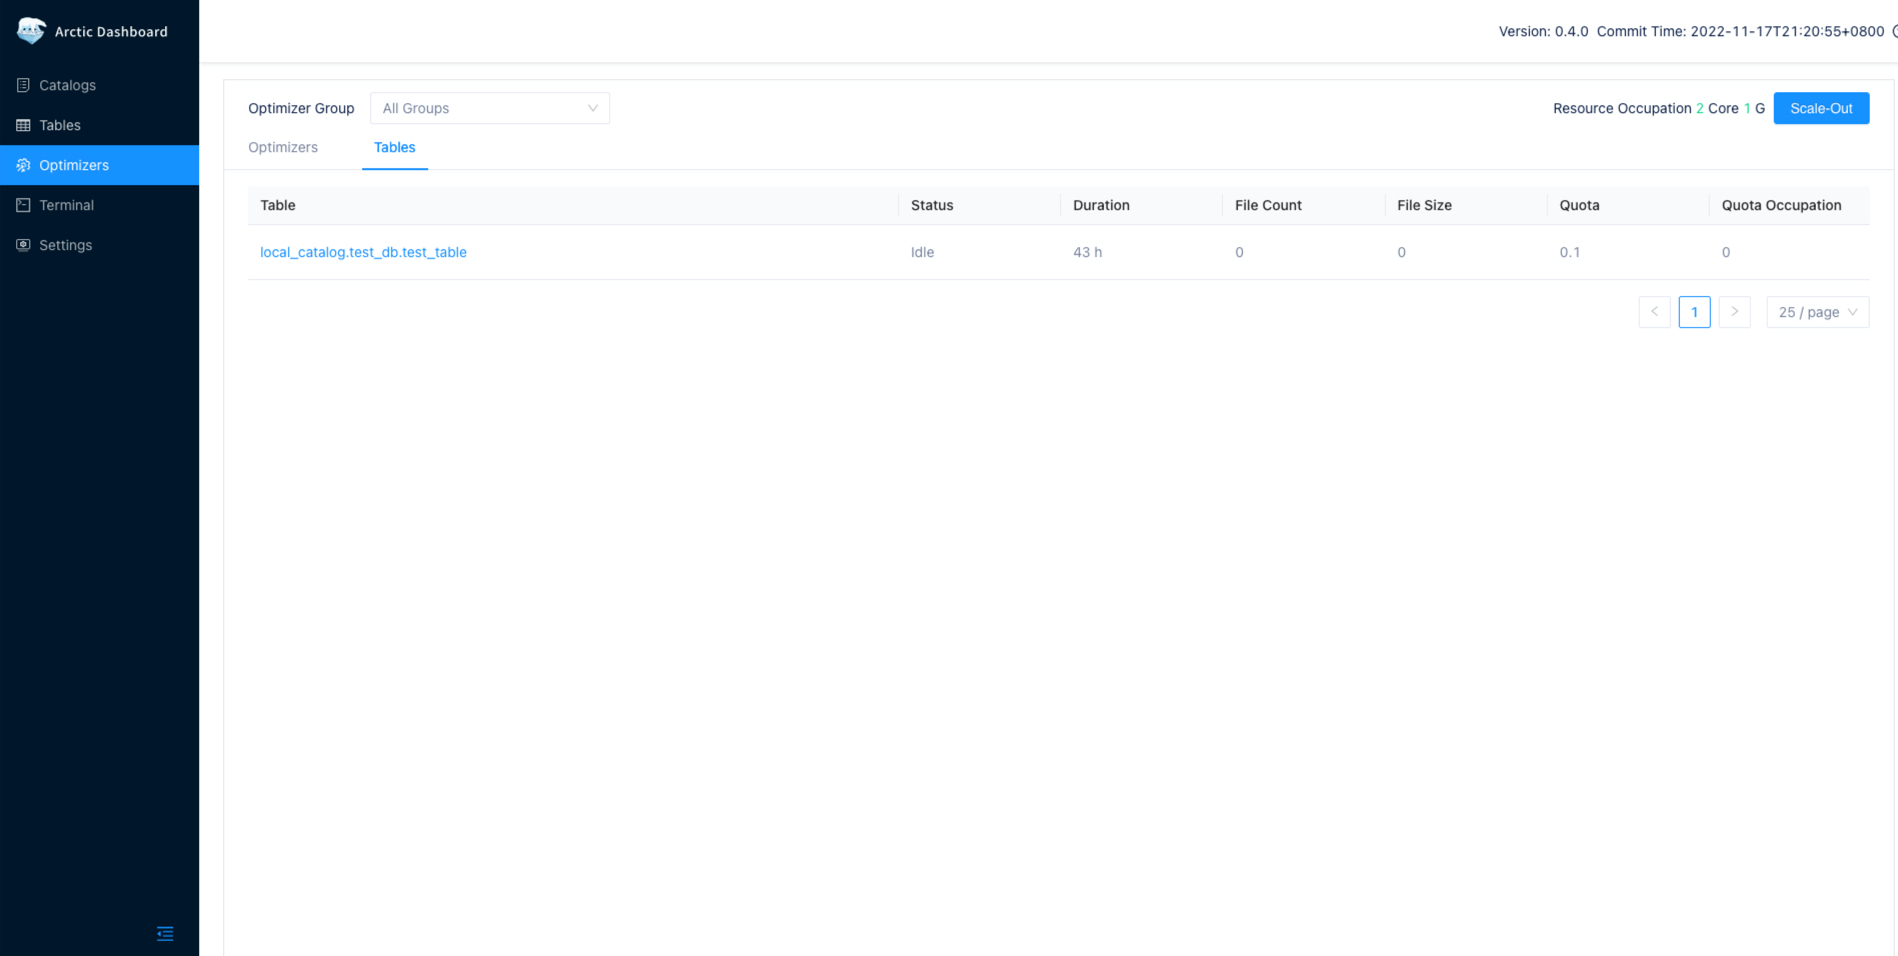 Arctic Dashboard
Version: 0.4.0 Commit Time: 2022-11-17T21:20:55+0800
Catalogs
Tables
Optimizers
Terminal
Settings
Optimizer Group All Groups
Resource Occupation 2 Core 1 G Scale-Out
Optimizers Tables
Table Status Duration File Count File Size Quota Quota Occupation
local_catalog.test_db.test_table Idle 43 h 0 0 0.1 0
1 25 / page